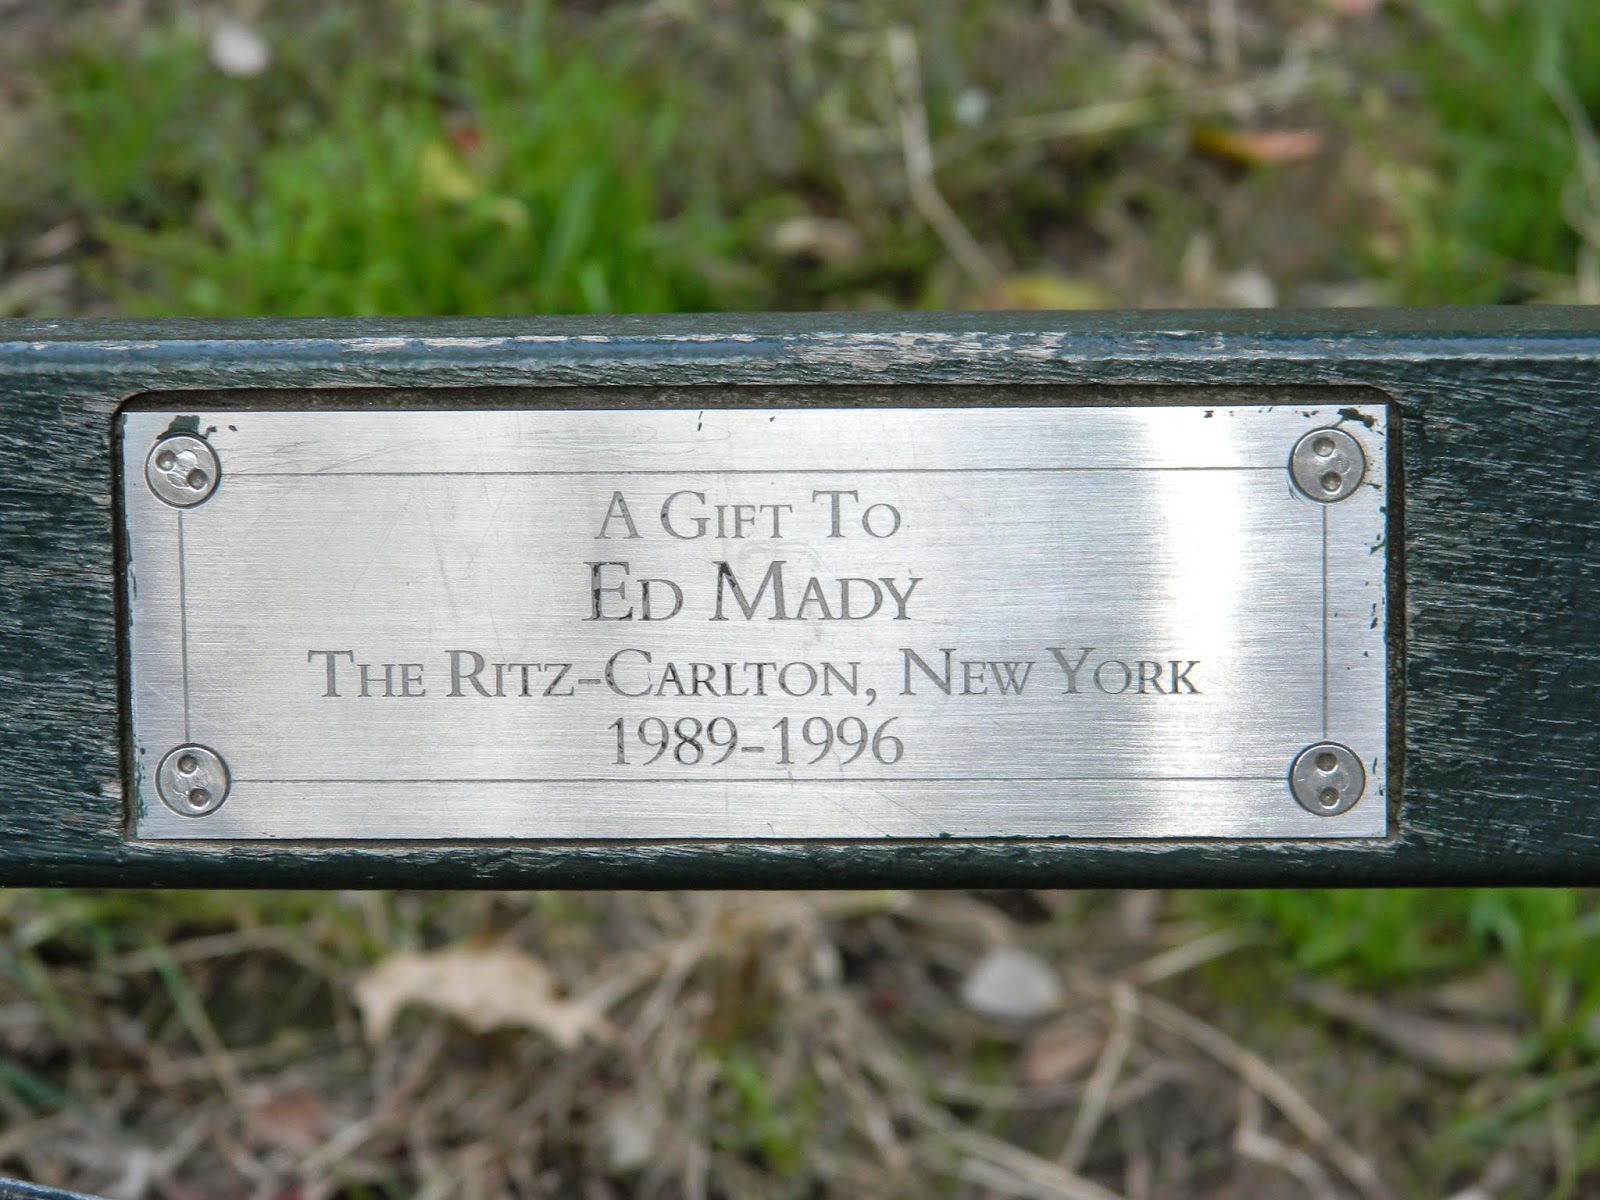 A Gift To
Ed Mady
The Ritz-Carlton, New York
1989-1996